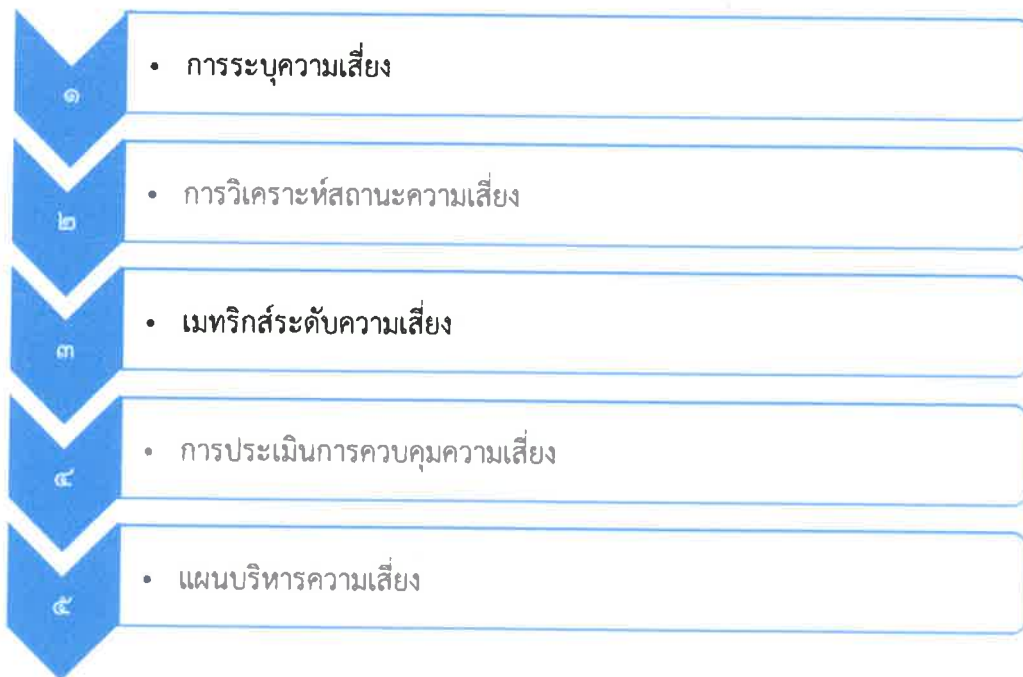 ๑
• การระบุความเสี่ยง
๒
• การวิเคราะห์สถานะความเสี่ยง
๓
• เมทริกส์ระดับความเสี่ยง
๔
• การประเมินการควบคุมความเสี่ยง
๕
• แผนบริหารความเสี่ยง